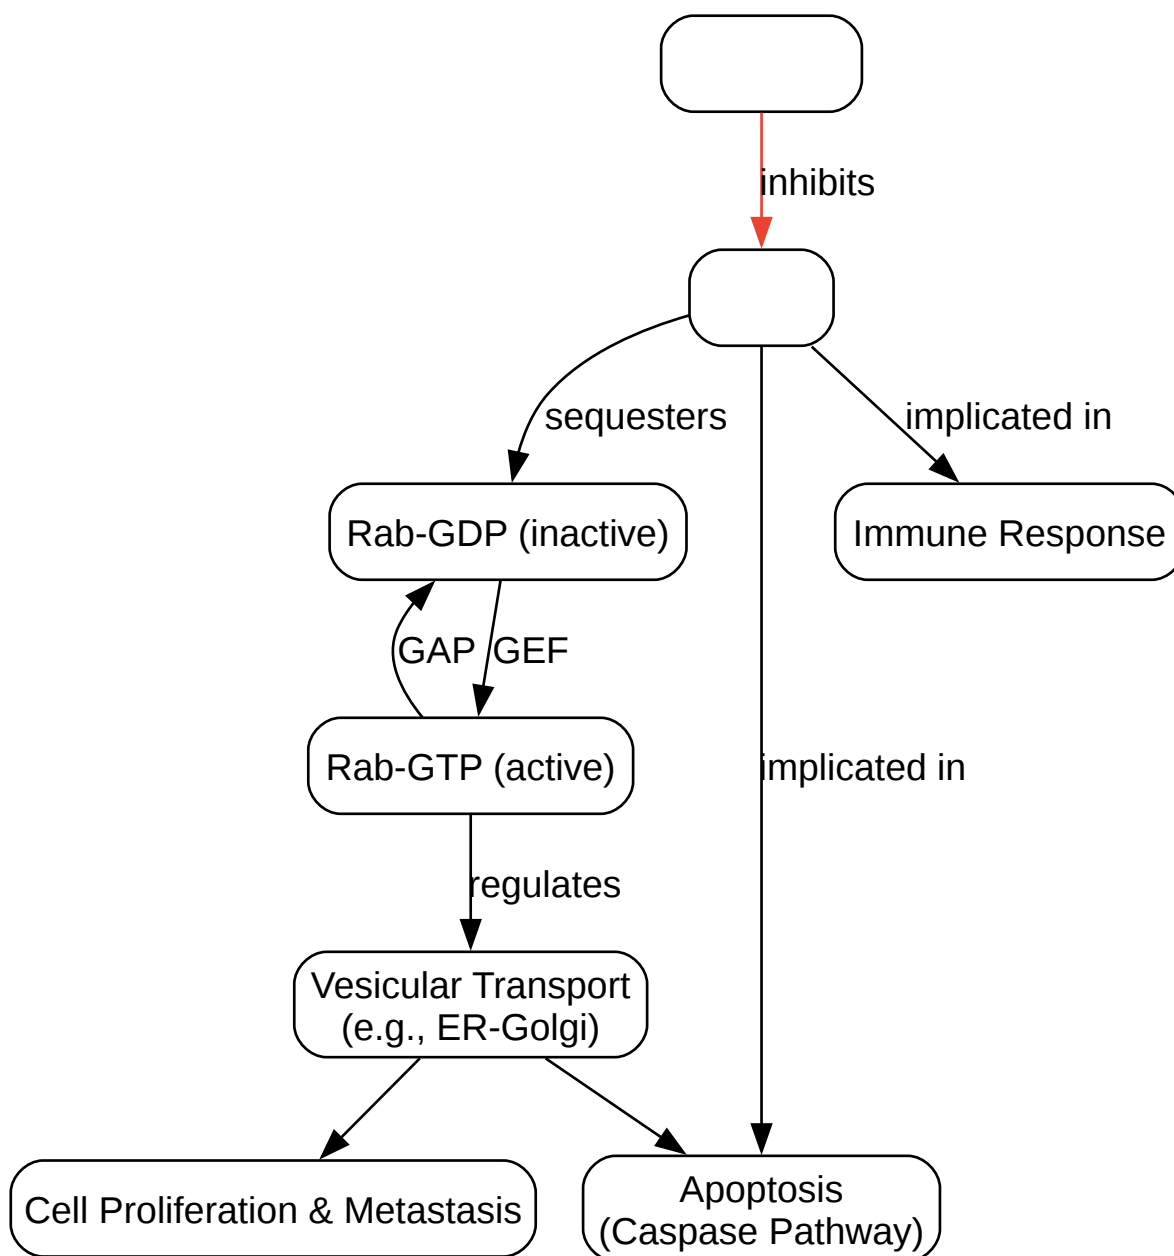 inhibits
sequesters
implicated in
Rab-GDP (inactive)
Immune Response
GAP
GEF
Rab-GTP (active)
implicated in
regulates
Vesicular Transport
(e.g., ER-Golgi)
Cell Proliferation & Metastasis
Apoptosis
(Caspase Pathway)